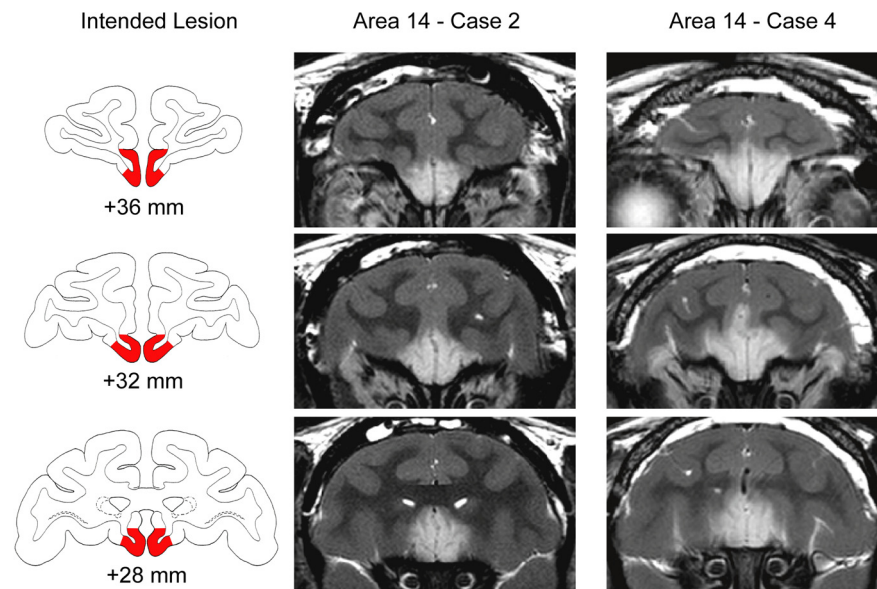 Intended Lesion
Area 14 - Case 2
Area 14 - Case 4
+36 mm
+32 mm
+28 mm